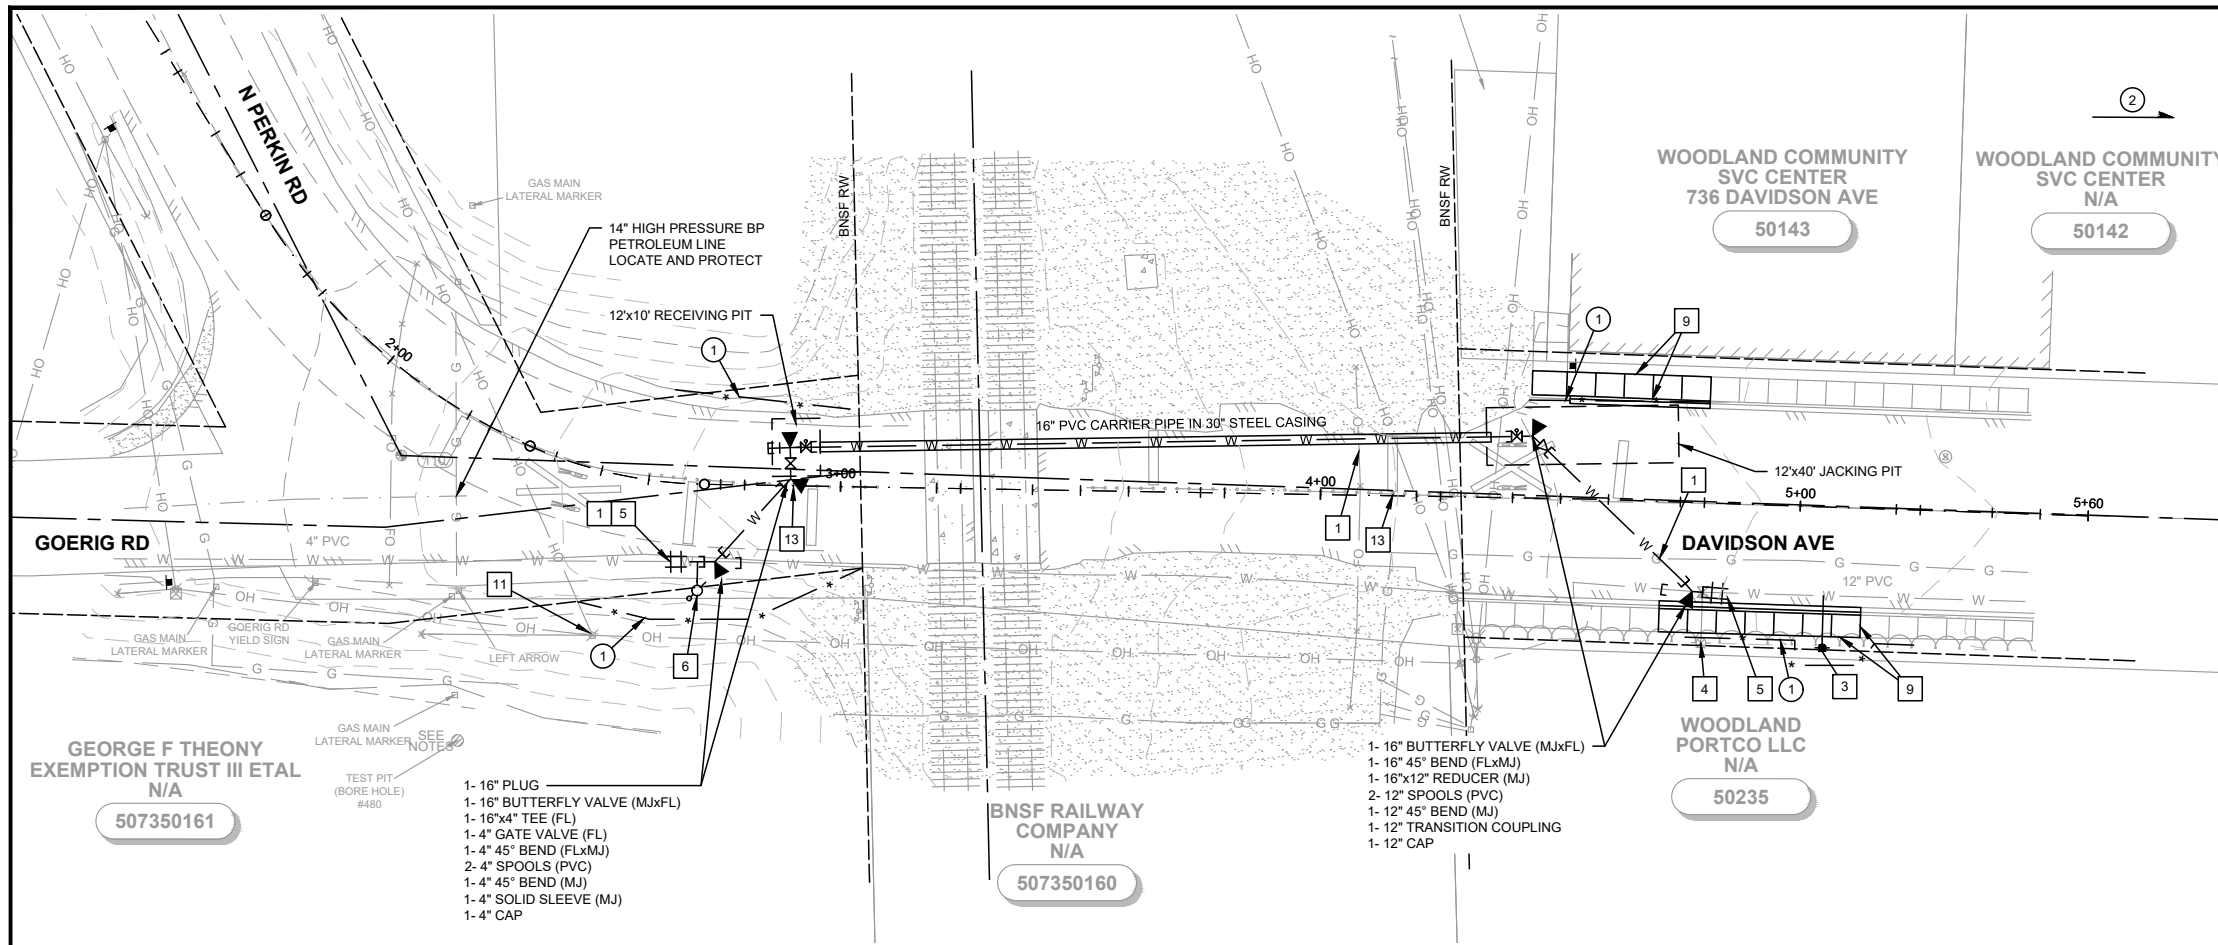 N PERKIN RD
GAS MAIN
LATERAL MARKER
14" HIGH PRESSURE BP
PETROLEUM LINE
LOCATE AND PROTECT
12'x10' RECEIVING PIT
BNSF RW
BNSF RW
2
WOODLAND COMMUNITY
SVC CENTER
736 DAVIDSON AVE
50143
WOODLAND COMMUNITY
SVC CENTER
N/A
50142
1
1
9
2+00
3+00
4+00
5+00
5+60
16" PVC CARRIER PIPE IN 30" STEEL CASING
12'x40' JACKING PIT
1
1
13
13
1 5
GOERIG RD
4" PVC
DAVIDSON AVE
12" PVC
11
1
6
GAS MAIN
LATERAL MARKER
GOERIG RD
YIELD SIGN
GAS MAIN
LATERAL MARKER
LEFT ARROW
GAS MAIN
LATERAL MARKER
SEE
NOTES
TEST PIT
(BORE HOLE)
#480
4
5
1
3
9
GEORGE F THEONY
EXEMPTION TRUST III ETAL
N/A
507350161
1- 16" PLUG
1- 16" BUTTERFLY VALVE (MJxFL)
1- 16"x4" TEE (FL)
1- 4" GATE VALVE (FL)
1- 4" 45° BEND (FLxMJ)
2- 4" SPOOLS (PVC)
1- 4" 45° BEND (MJ)
1- 4" SOLID SLEEVE (MJ)
1- 4" CAP
BNSF RAILWAY
COMPANY
N/A
507350160
1- 16" BUTTERFLY VALVE (MJxFL)
1- 16" 45° BEND (FLxMJ)
1- 16"x12" REDUCER (MJ)
2- 12" SPOOLS (PVC)
1- 12" 45° BEND (MJ)
1- 12" TRANSITION COUPLING
1- 12" CAP
WOODLAND
PORTCO LLC
N/A
50235